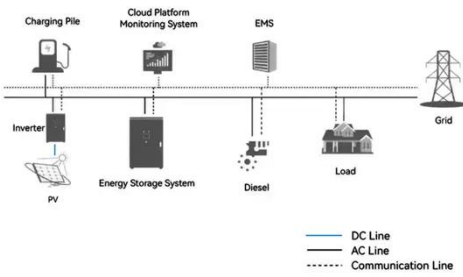 Charging Pile
Cloud Platform
Monitoring System
EMS
Grid
Inverter
PV
Energy Storage System
Diesel
Load
DC Line
AC Line
Communication Line